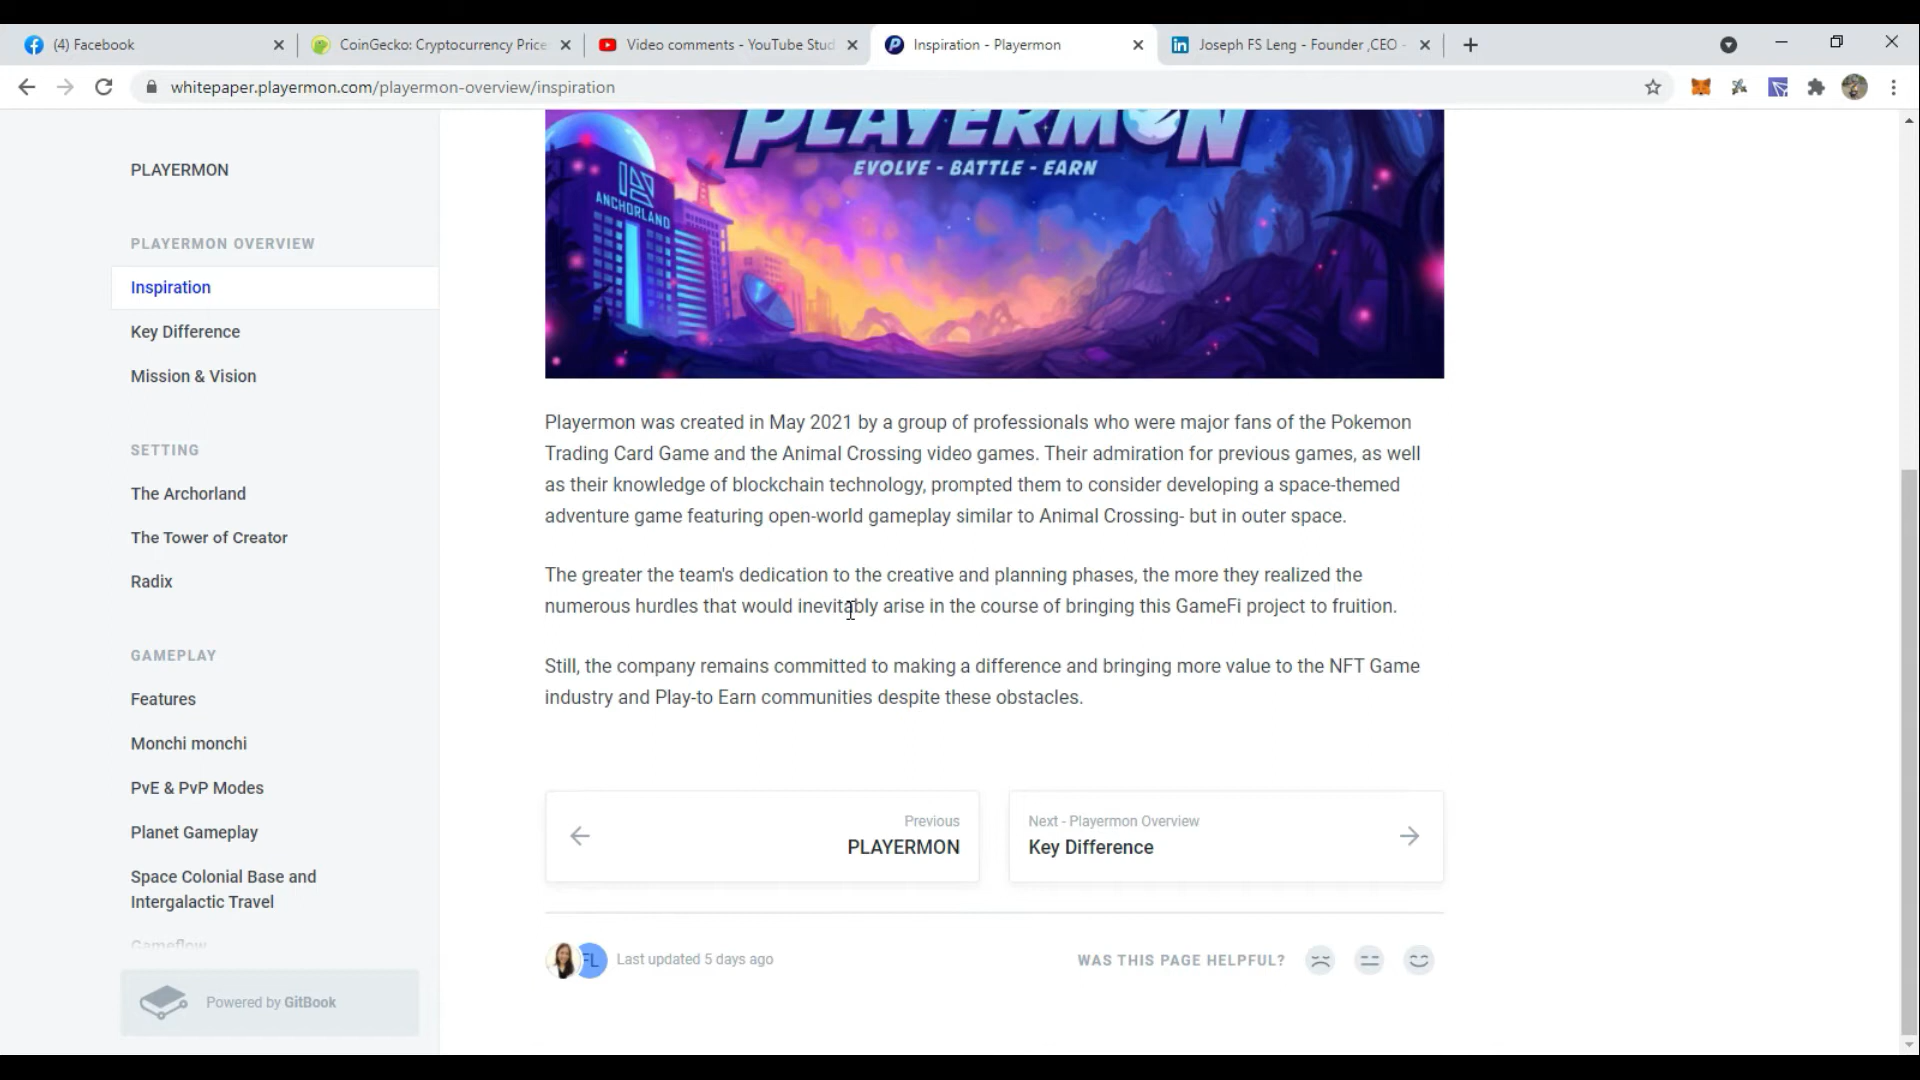 (4) Facebook
CoinGecko: Cryptocurrency Price
Video comments - YouTube Stud
Inspiration - Playermon
Joseph FS Leng - Founder ,CEO -
whitepaper.playermon.com/playermon-overview/inspiration
PLAYERMON
PLAYERMON OVERVIEW
Inspiration
Key Difference
Mission & Vision
SETTING
The Archorland
The Tower of Creator
Radix
GAMEPLAY
Features
Monchi monchi
PvE & PvP Modes
Planet Gameplay
Space Colonial Base and
Intergalactic Travel
Gameflow
Powered by GitBook
PLAYERMON
EVOLVE - BATTLE - EARN
ANCHORLAND
Playermon was created in May 2021 by a group of professionals who were major fans of the Pokemon
Trading Card Game and the Animal Crossing video games. Their admiration for previous games, as well
as their knowledge of blockchain technology, prompted them to consider developing a space-themed
adventure game featuring open-world gameplay similar to Animal Crossing- but in outer space.
The greater the team's dedication to the creative and planning phases, the more they realized the
numerous hurdles that would inevitably arise in the course of bringing this GameFi project to fruition.
Still, the company remains committed to making a difference and bringing more value to the NFT Game
industry and Play-to Earn communities despite these obstacles.
Previous
PLAYERMON
Next - Playermon Overview
Key Difference
FL
Last updated 5 days ago
WAS THIS PAGE HELPFUL?